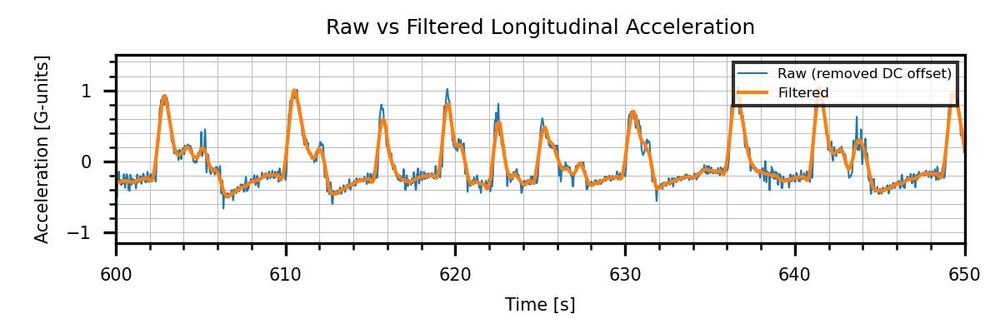 Raw vs Filtered Longitudinal Acceleration
Acceleration [G-units]
1
0
−1
Raw (removed DC offset)
Filtered
600 610 620 630 640 650
Time [s]